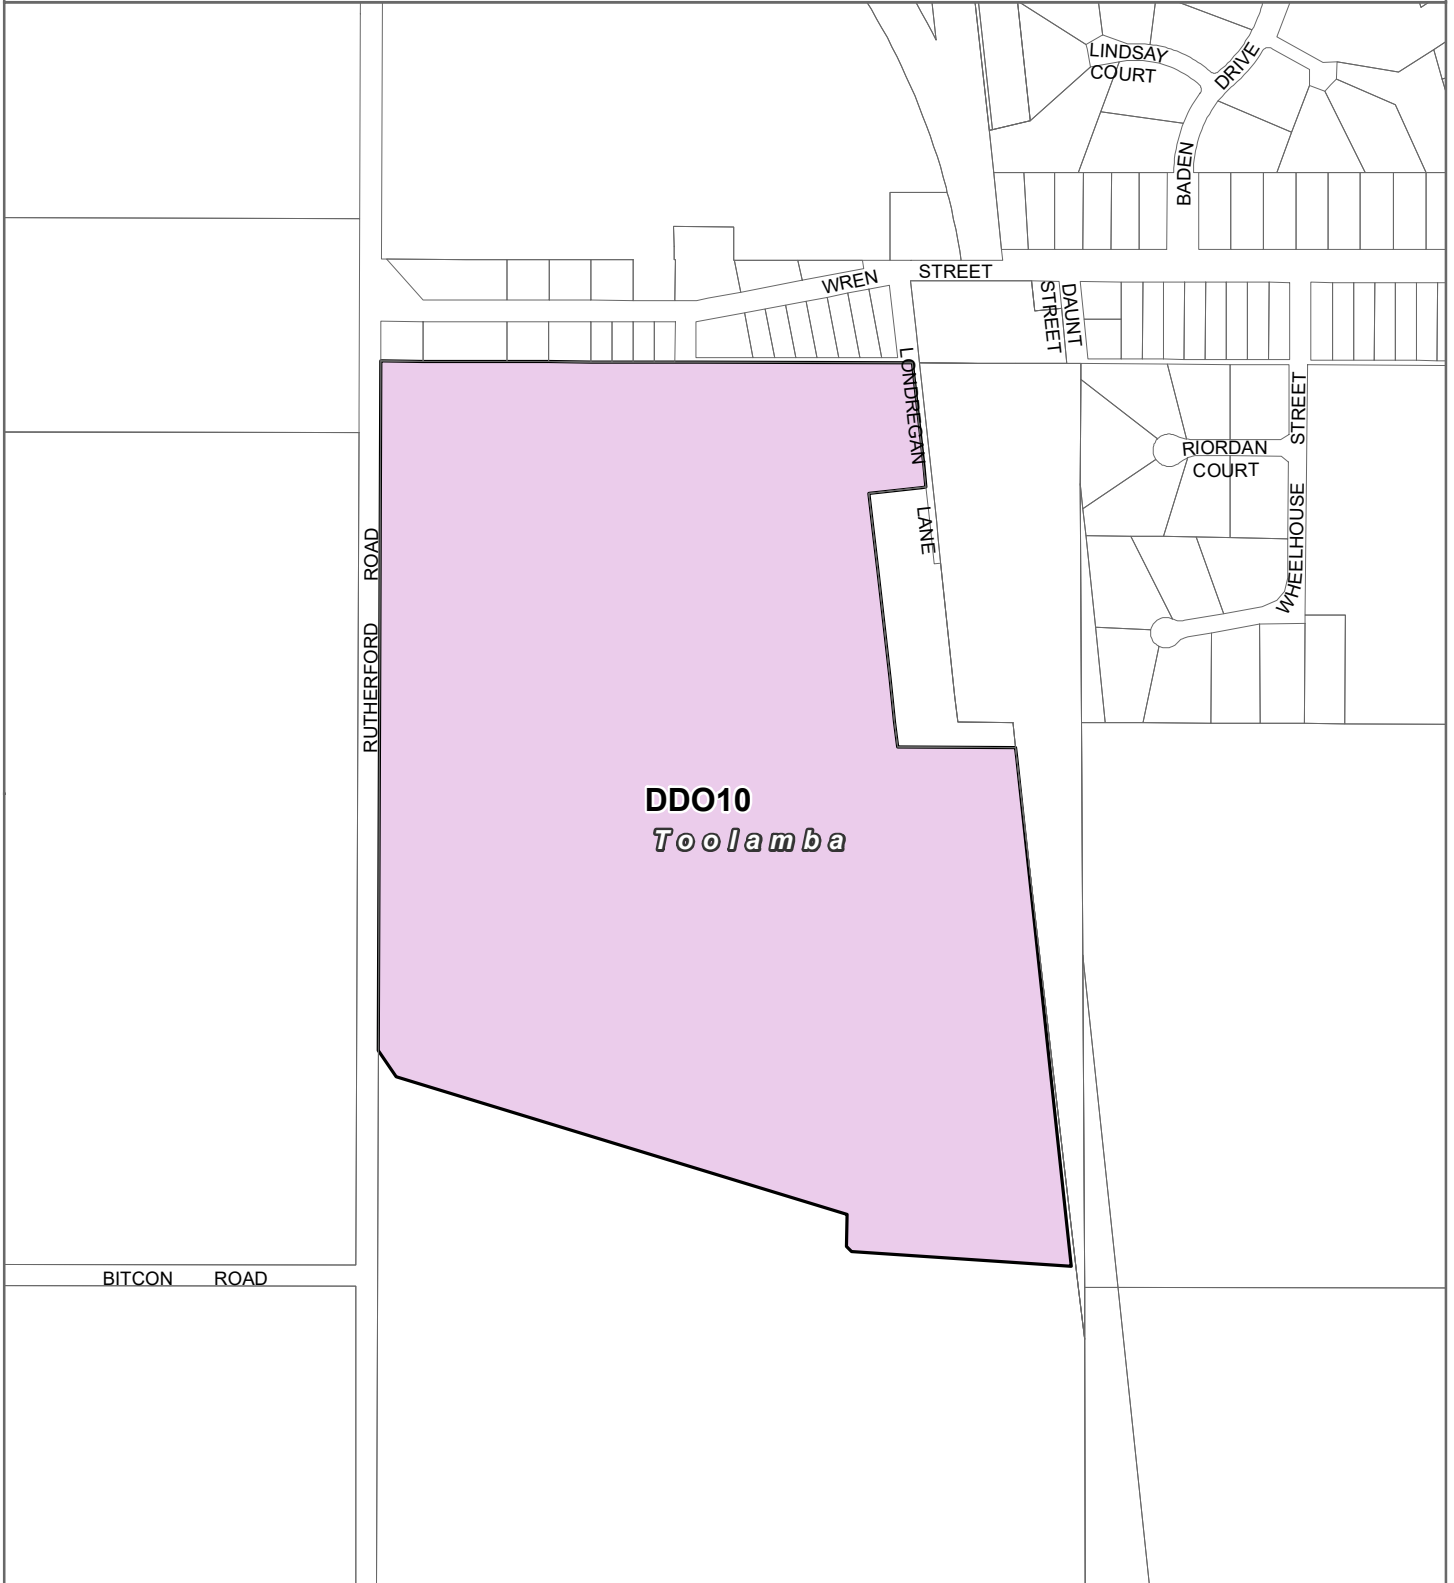 LINDSAY
COURT
DRIVE
BADEN
STREET
WREN
DAUNT
STREET
LONDREGAN
LANE
STREET
RIORDAN
COURT
WHEELHOUSE
ROAD
RUTHERFORD
DDO10
Toolamba
BITCON ROAD